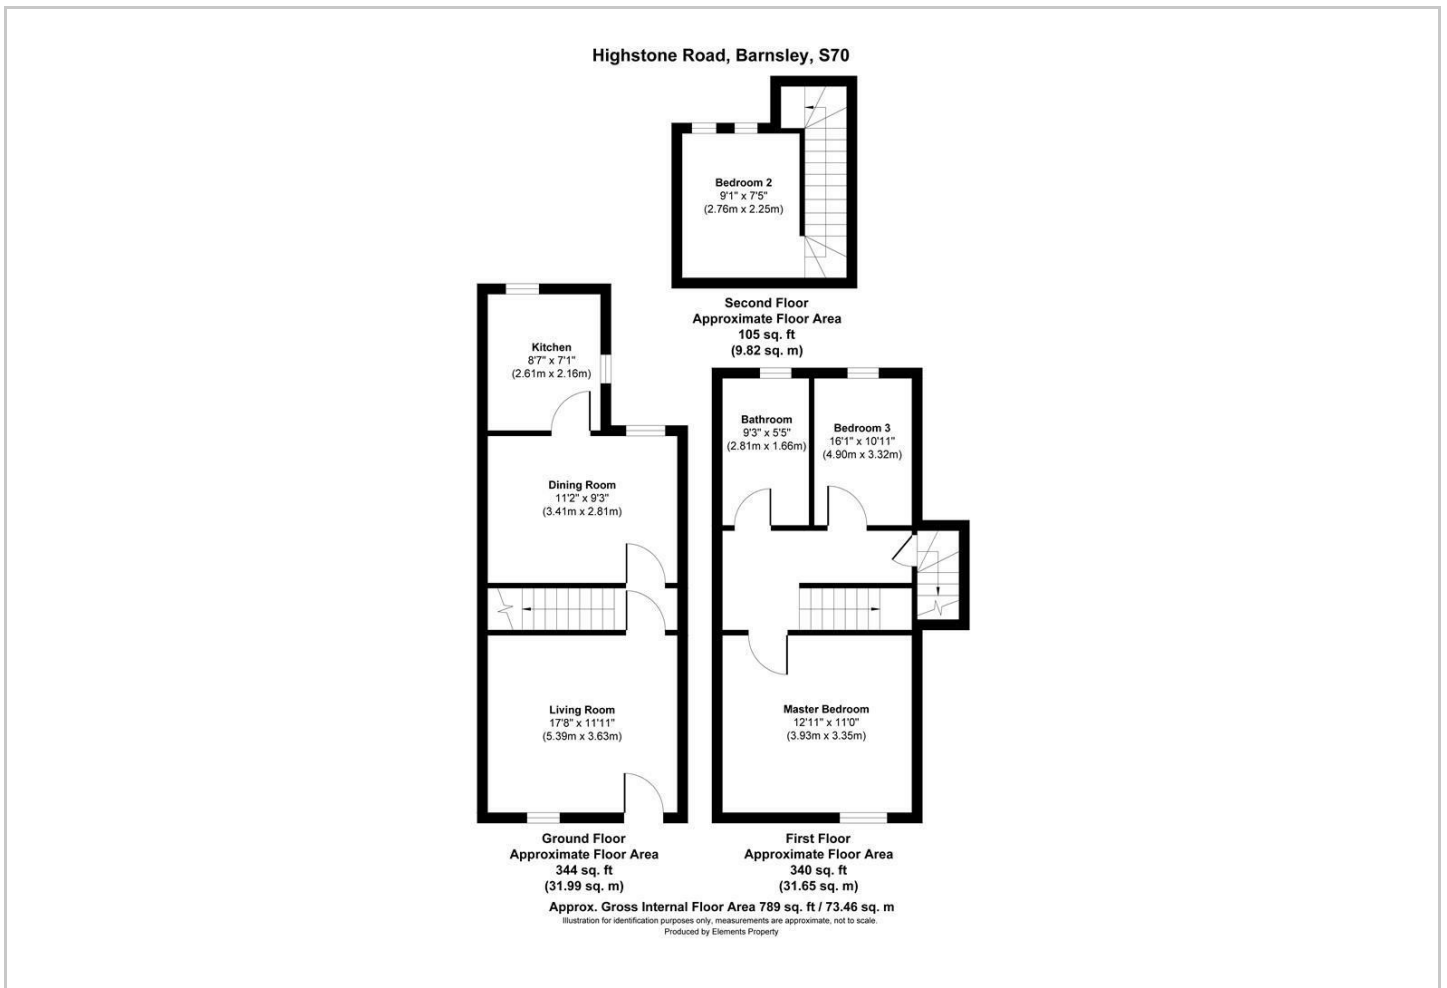 Highstone Road, Barnsley, S70
Bedroom 2
9'1" x 7'5"
(2.76m x 2.25m)
Second Floor
Approximate Floor Area
105 sq. ft
(9.82 sq. m)
Kitchen
8'7" x 7'1"
(2.61m x 2.16m)
Dining Room
11'2" x 9'3"
(3.41m x 2.81m)
Living Room
17'8" x 11'11"
(5.39m x 3.63m)
Ground Floor
Approximate Floor Area
344 sq. ft
(31.99 sq. m)
Bathroom
9'3" x 5'5"
(2.81m x 1.66m)
Bedroom 3
16'1" x 10'11"
(4.90m x 3.32m)
Master Bedroom
12'11" x 11'0"
(3.93m x 3.35m)
First Floor
Approximate Floor Area
340 sq. ft
(31.65 sq. m)
Approx. Gross Internal Floor Area 789 sq. ft / 73.46 sq. m
Illustration for identification purposes only, measurements are approximate, not to scale.
Produced by Elements Property